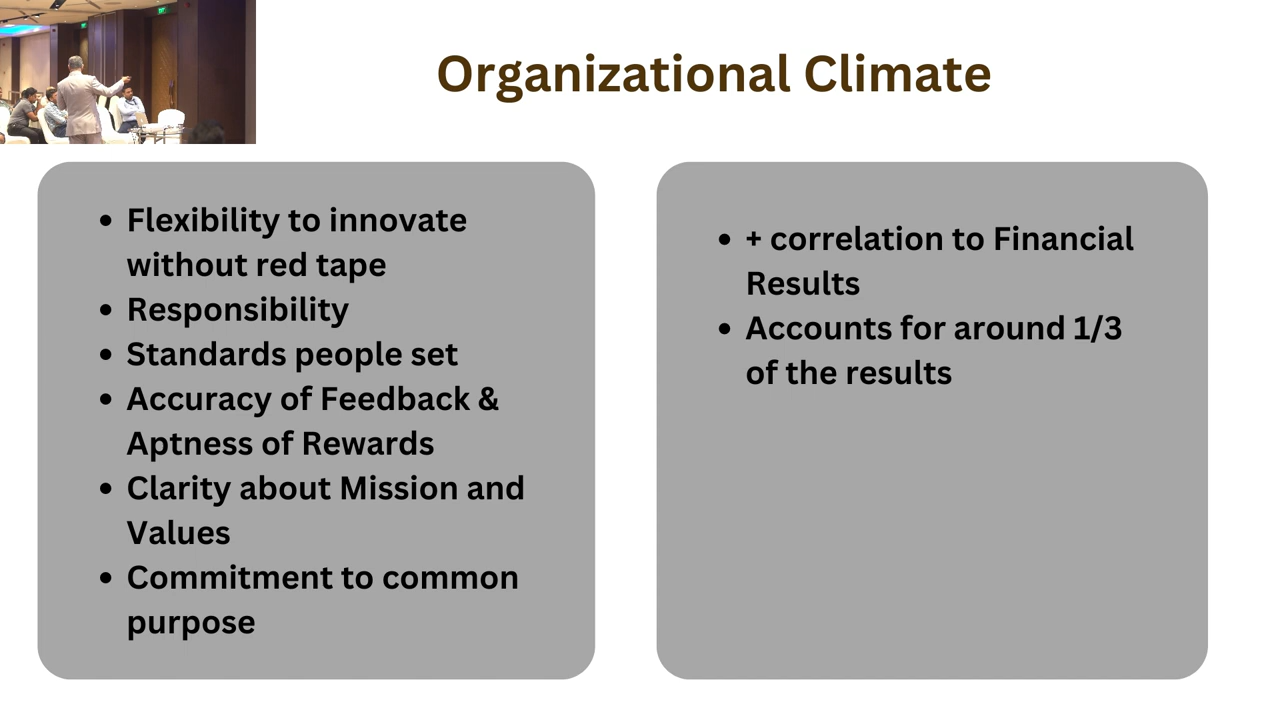 Organizational Climate
• Flexibility to innovate
without red tape
• Responsibility
• Standards people set
• Accuracy of Feedback &
Aptness of Rewards
• Clarity about Mission and
Values
• Commitment to common
purpose
• + correlation to Financial
Results
• Accounts for around 1/3
of the results